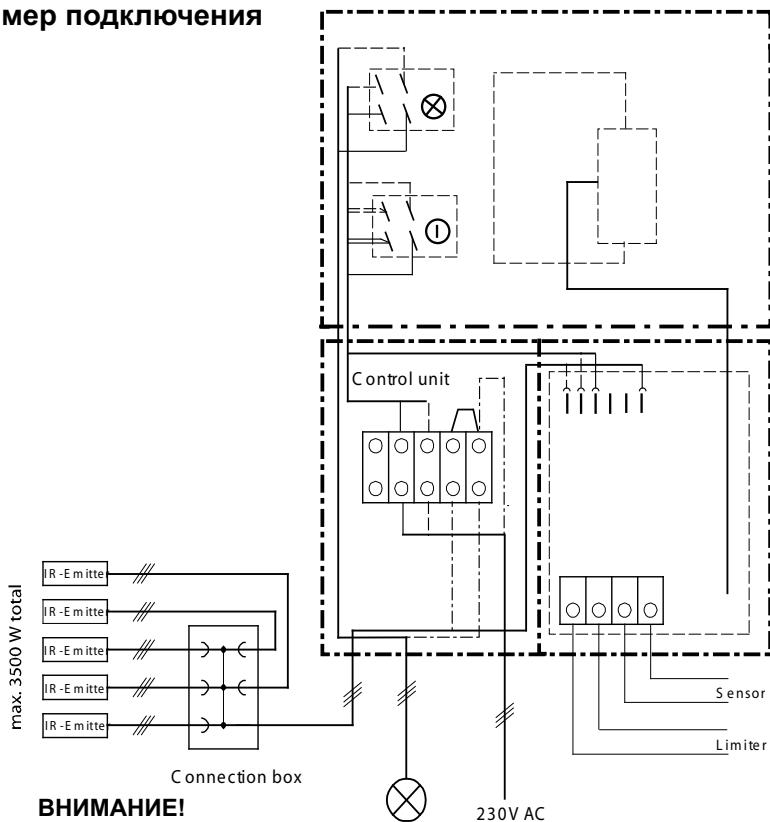 мер подключения
Control unit
max. 3500 W total
IR-Emitte
IR-Emitte
IR-Emitte
IR-Emitte
IR-Emitte
Sensor
Limiter
Connection box
ВНИМАНИЕ!
230V AC